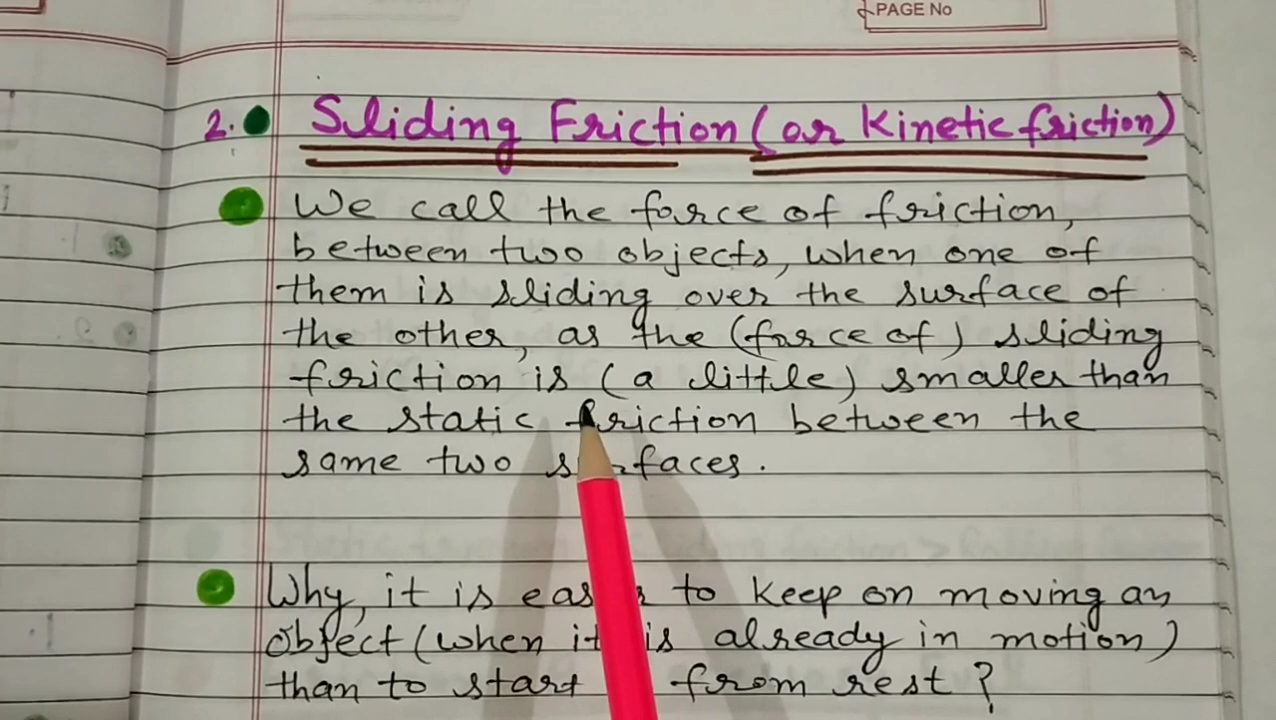 PAGE No
2. Sliding Friction (or Kinetic friction)
We call the force of friction,
between two objects, when one of
them is sliding over the surface of
the other, as the (force of) sliding
friction is (a little) smaller than
the static friction between the
same two surfaces.
Why, it is easier to keep on moving an
object (when it is already in motion)
than to start from rest?